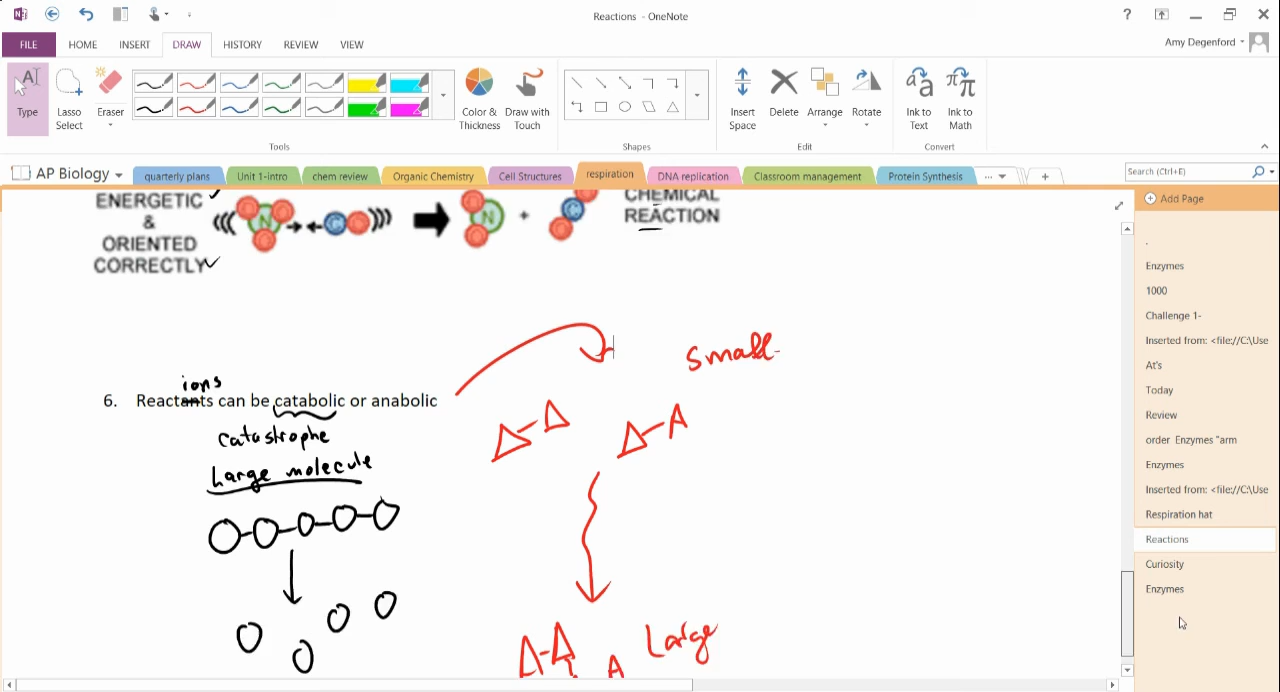 Reactions - OneNote
?
FILE
HOME
INSERT
DRAW
HISTORY
REVIEW
VIEW
Amy Degenford
Type
Lasso
Select
Eraser
Color &
Thickness
Draw with
Touch
Insert
Space
Delete
Arrange
Rotate
Ink to
Text
Ink to
Math
Tools
Shapes
Edit
Convert
AP Biology
quarterly plans
Unit 1-intro
chem review
Organic Chemistry
Cell Structures
respiration
DNA replication
Classroom management
Protein Synthesis
...
Search (Ctrl+E)
Add Page
.
Enzymes
1000
Challenge 1-
Inserted from: <file://C:\Use
At's
Today
Review
order Enzymes "arm
Enzymes
Inserted from: <file://C:\Use
Respiration hat
Reactions
Curiosity
Enzymes
ENERGETIC
&
ORIENTED
CORRECTLY
N
C
N
+
C
CHEMICAL
REACTION
ions
6. Reactants can be catabolic or anabolic
catastrophe
Large molecule
Small
Large